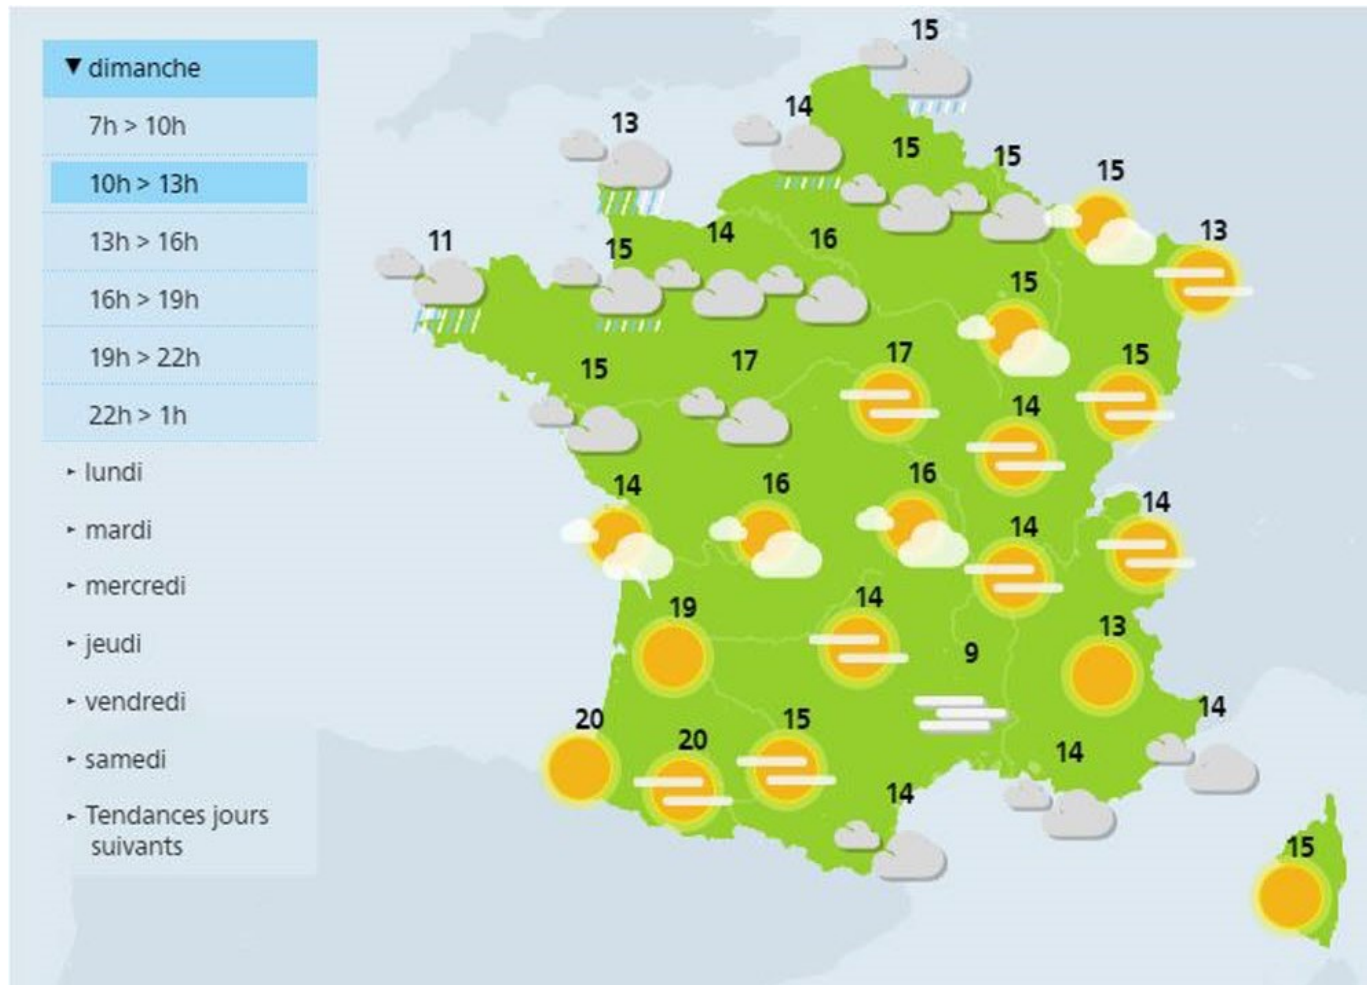 ▼ dimanche
7h > 10h
10h > 13h
13h > 16h
16h > 19h
19h > 22h
22h > 1h
▸ lundi
▸ mardi
▸ mercredi
▸ jeudi
▸ vendredi
▸ samedi
▸ Tendances jours
suivants
15
14
13
15
15
15
13
11
15
14
16
15
15
17
17
15
14
14
16
16
14
14
19
14
9
13
20
20
15
14
14
14
15